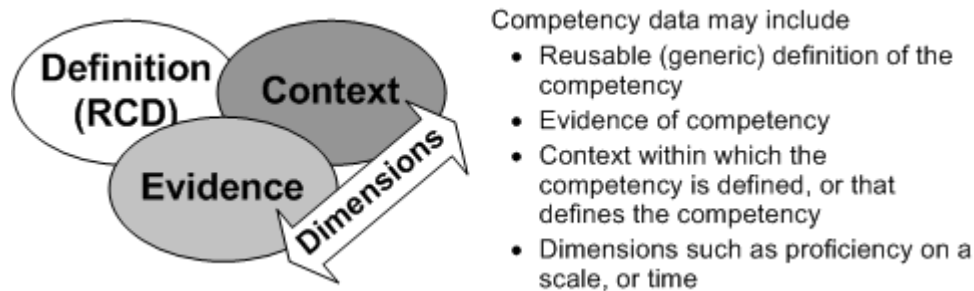 Definition
(RCD)
Context
Evidence
Dimensions
Competency data may include
• Reusable (generic) definition of the
competency
• Evidence of competency
• Context within which the
competency is defined, or that
defines the competency
• Dimensions such as proficiency on a
scale, or time